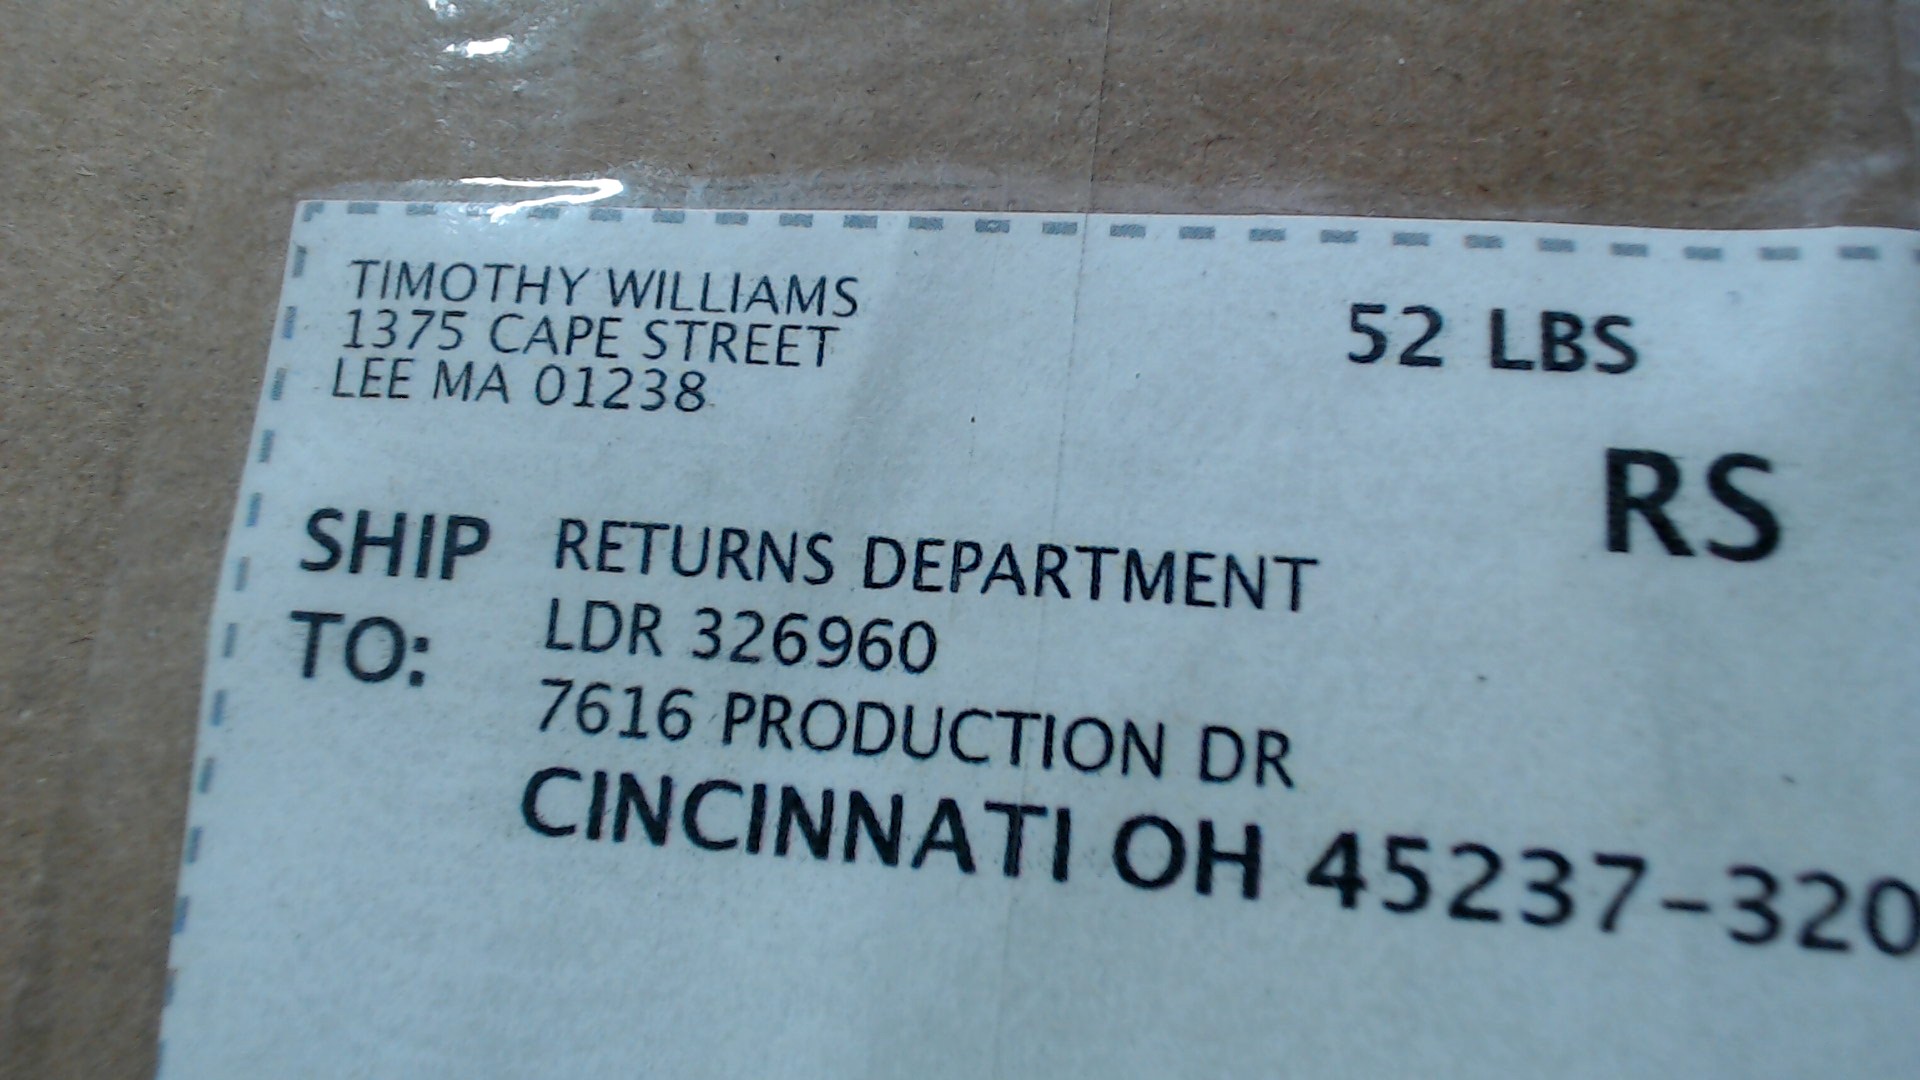 TIMOTHY WILLIAMS
1375 CAPE STREET
LEE MA 01238
52 LBS
RS
SHIP TO:
RETURNS DEPARTMENT
LDR 326960
7616 PRODUCTION DR
CINCINNATI OH 45237-320